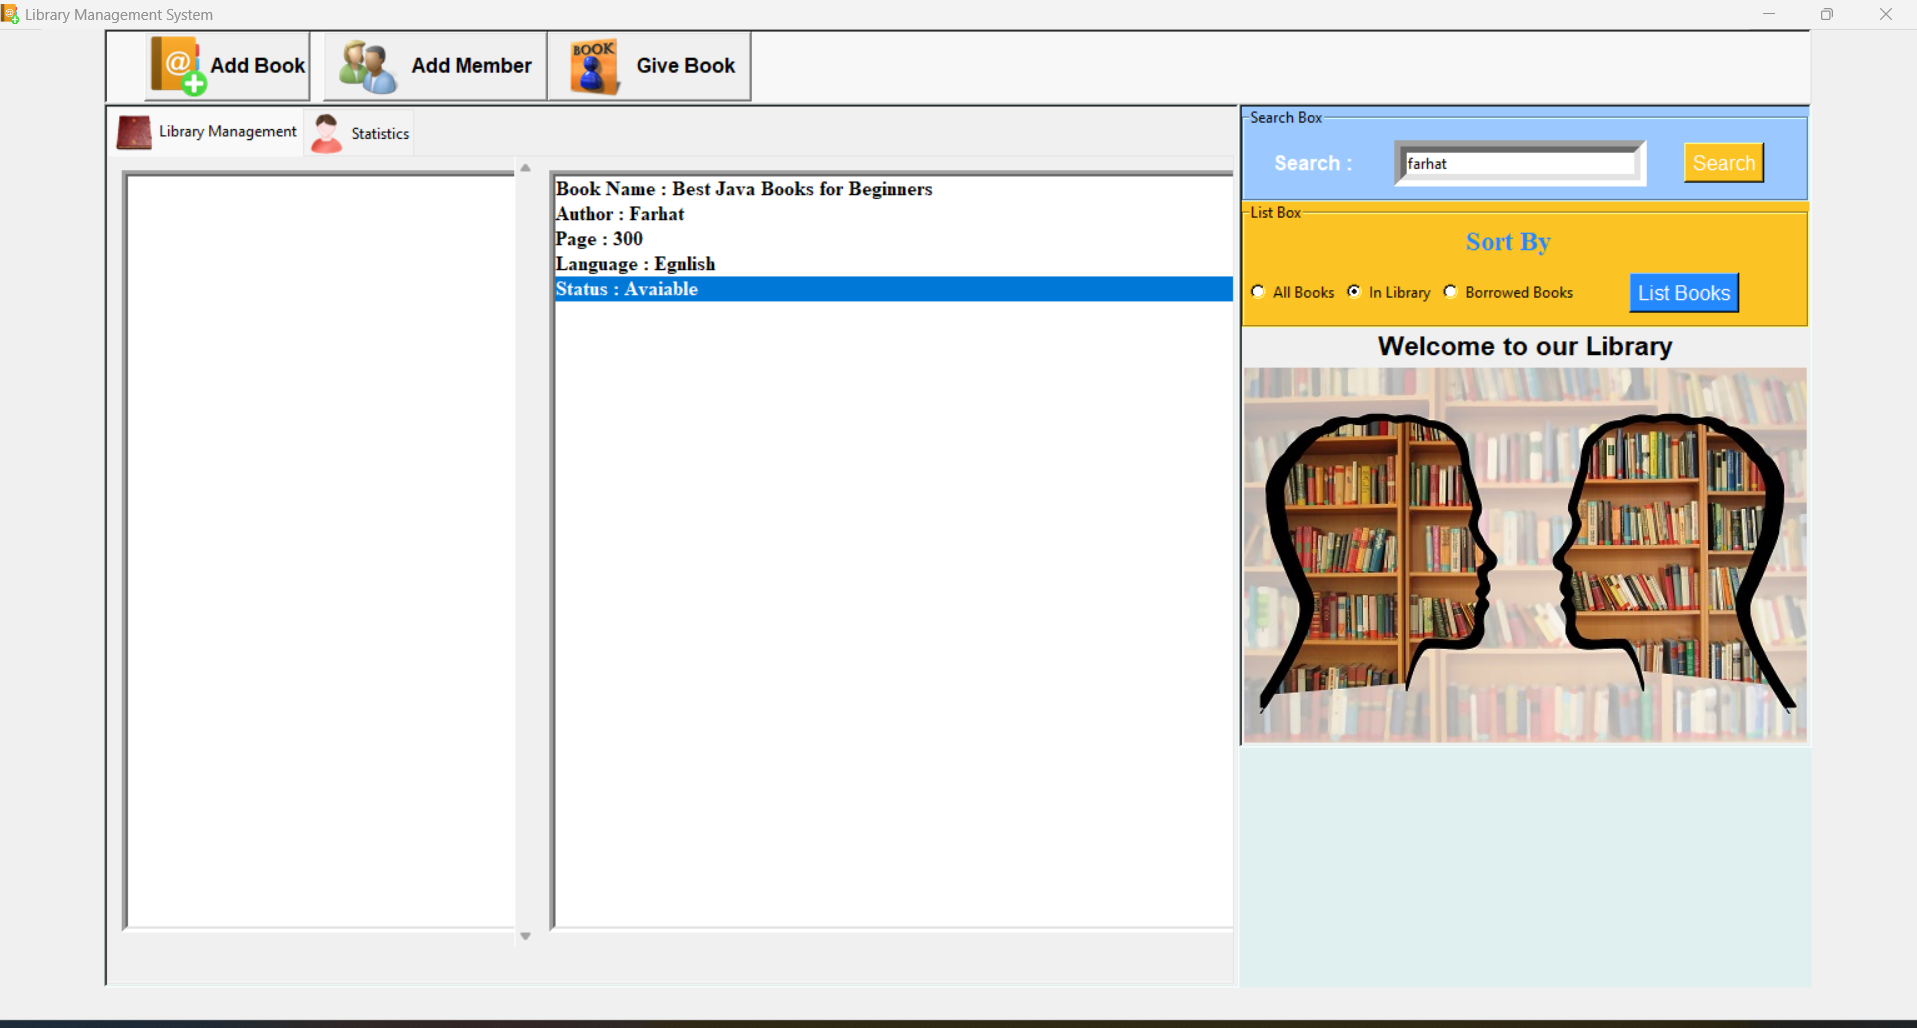 Library Management System
Add Book
Add Member
BOOK
Give Book
Library Management
Statistics
Book Name : Best Java Books for Beginners
Author : Farhat
Page : 300
Language : Egnlish
Status : Avaiable
Search Box
Search :
farhat
Search
List Box
Sort By
All Books
In Library
Borrowed Books
List Books
Welcome to our Library